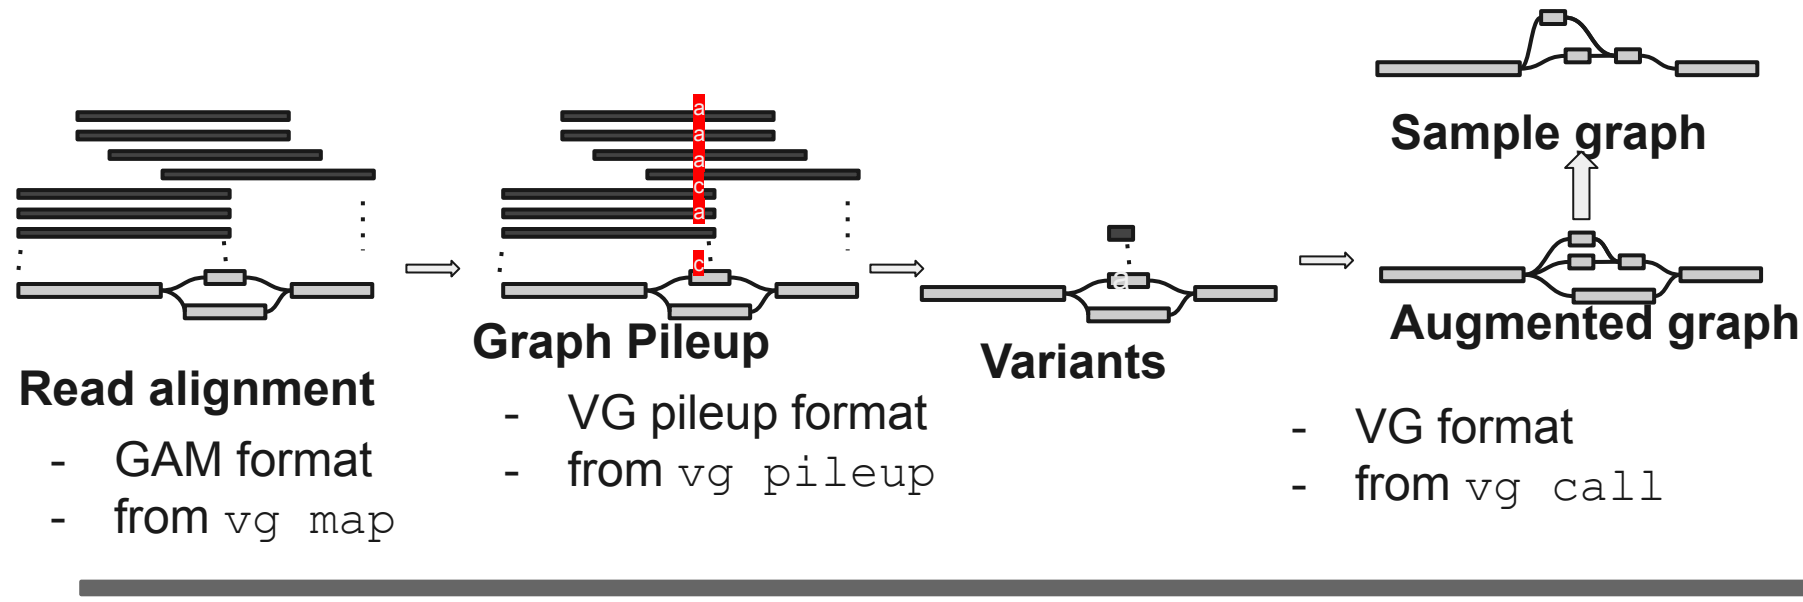 Read alignment
- GAM format
- from vg map
a
a
a
c
a
c
Graph Pileup
- VG pileup format
- from vg pileup
a
Variants
Sample graph
Augmented graph
- VG format
- from vg call